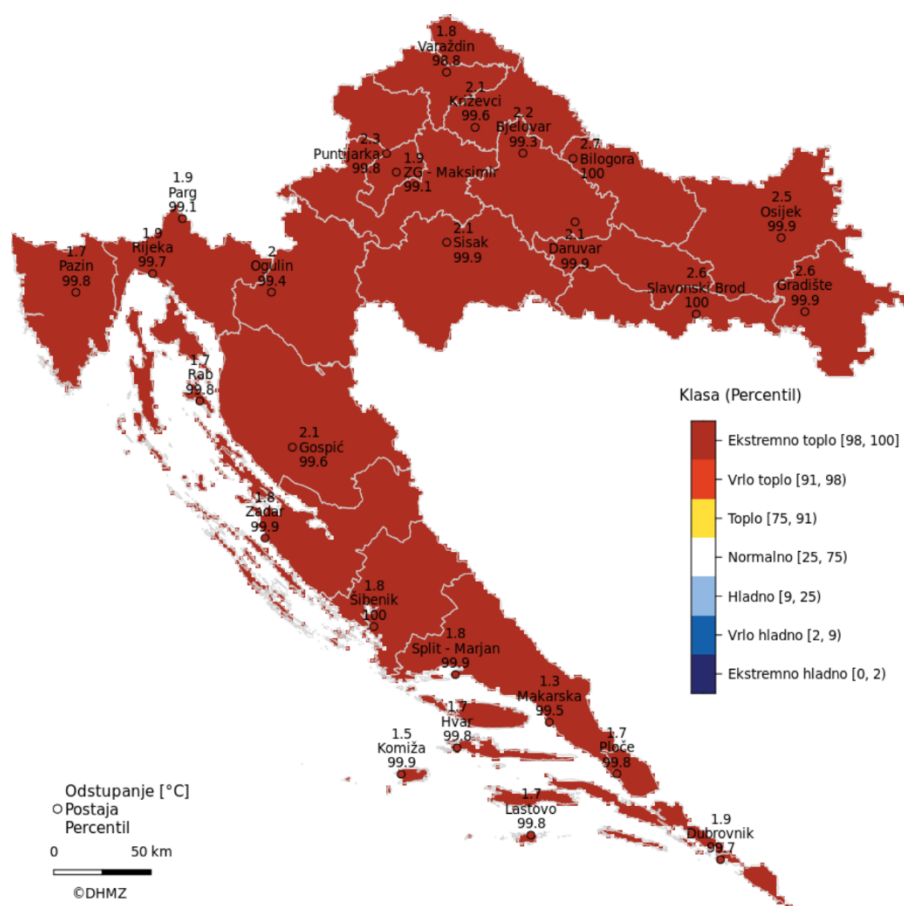 1.8
Varaždin
98.8
2.1
Križevci
99.6
2.2
Bjelovar
99.3
2.3
Puntijarka
99.8
1.9
ZG - Maksimir
99.1
2.7
Bilogora
100
1.9
Parg
99.1
2.5
Osijek
99.9
1.7
Pazin
99.8
1.9
Rijeka
99.7
2
Ogulin
99.4
2.1
Sisak
99.9
2.1
Daruvar
99.9
2.6
Slavonski Brod
100
2.6
Gradište
99.9
1.7
Rab
99.8
2.1
Gospić
99.6
1.8
Zadar
99.9
1.8
Šibenik
100
1.8
Split - Marjan
99.9
1.3
Makarska
99.5
1.7
Hvar
99.8
1.5
Komiža
99.9
1.7
Ploče
99.8
1.7
Lastovo
99.8
1.9
Dubrovnik
99.7
Klasa (Percentil)
Ekstremno toplo [98, 100]
Vrlo toplo [91, 98)
Toplo [75, 91)
Normalno [25, 75)
Hladno [9, 25)
Vrlo hladno [2, 9)
Ekstremno hladno [0, 2)
Odstupanje [°C]
Postaja
Percentil
0 50 km
©DHMZ